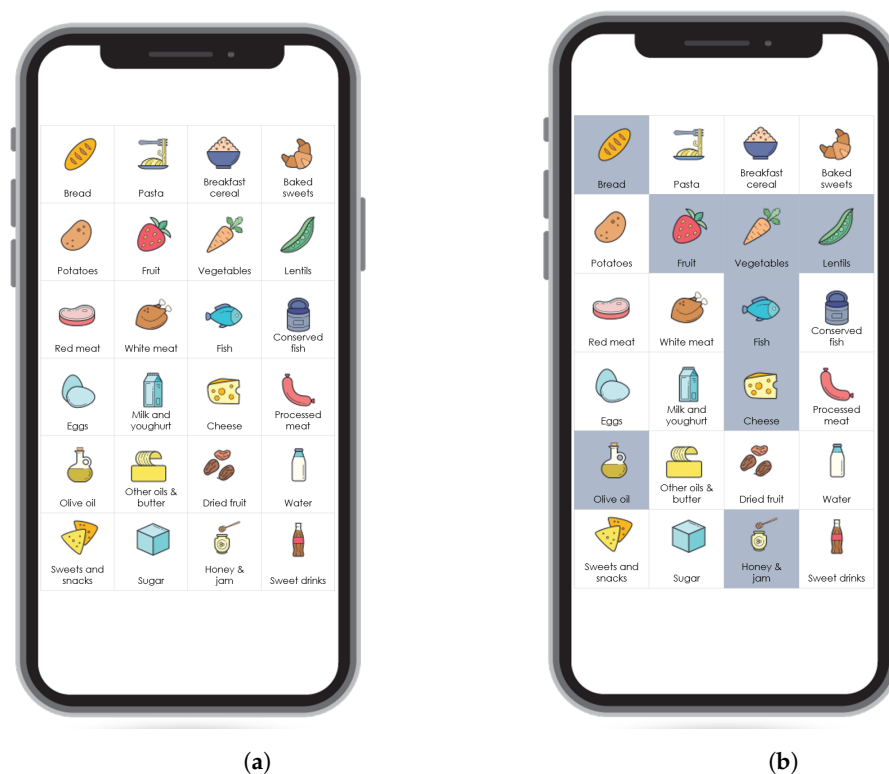 Bread
Pasta
Breakfast
cereal
Baked
sweets
Potatoes
Fruit
Vegetables
Lentils
Red meat
White meat
Fish
Conserved
fish
Eggs
Milk and
youghurt
Cheese
Processed
meat
Olive oil
Other oils &
butter
Dried fruit
Water
Sweets and
snacks
Sugar
Honey &
jam
Sweet drinks
(a)
Bread
Pasta
Breakfast
cereal
Baked
sweets
Potatoes
Fruit
Vegetables
Lentils
Red meat
White meat
Fish
Conserved
fish
Eggs
Milk and
youghurt
Cheese
Processed
meat
Olive oil
Other oils &
butter
Dried fruit
Water
Sweets and
snacks
Sugar
Honey &
jam
Sweet drinks
(b)